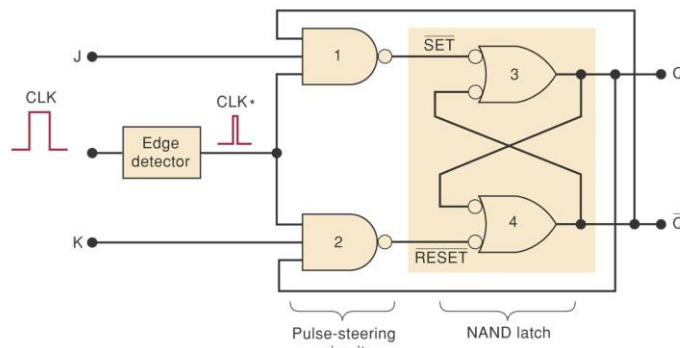 1
SET
3
J
CLK
CLK*
Edge
detector
2
4
K
RESET
Pulse-steering
NAND latch